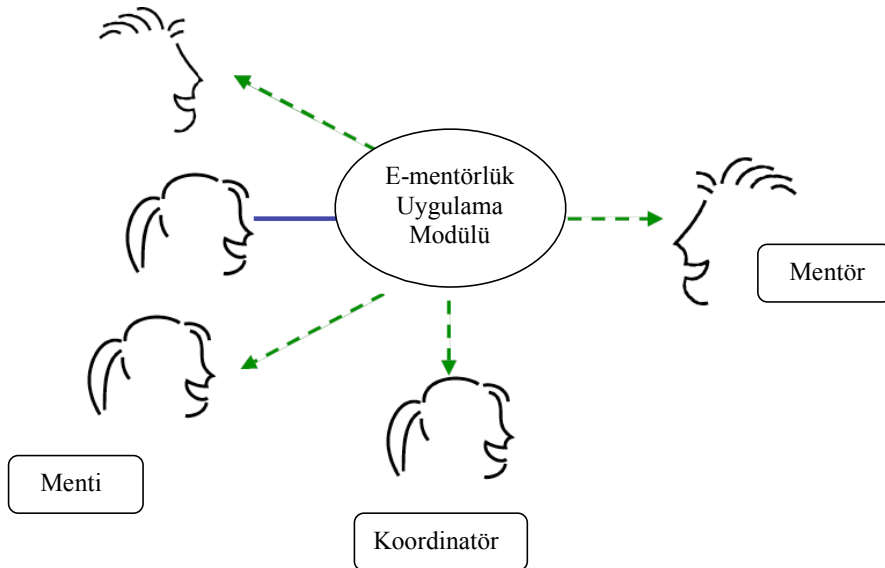 E-mentörlük
Uygulama
Modülü
Mentör
Menti
Koordinatör